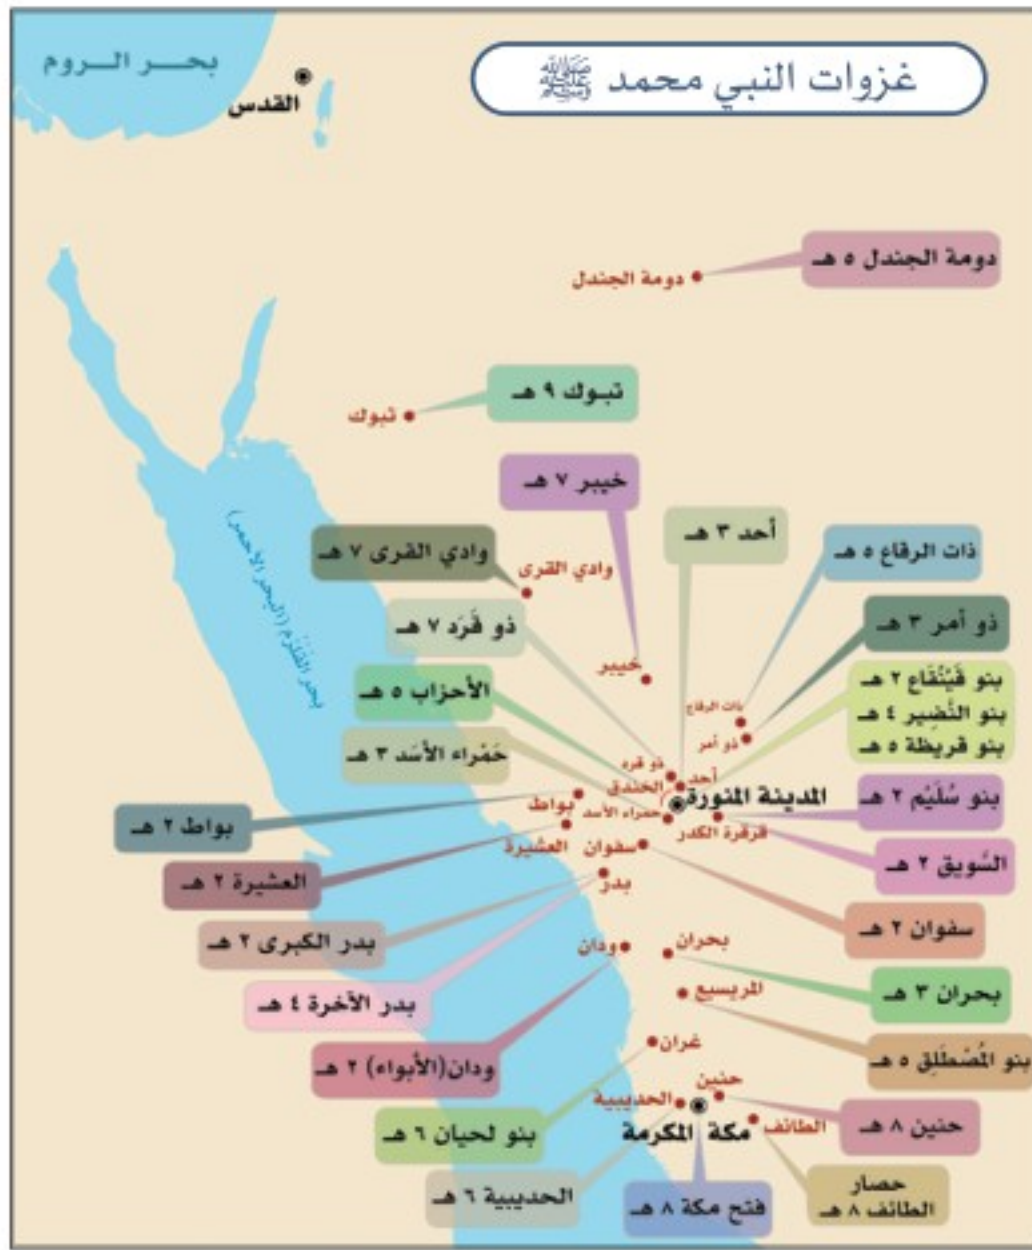 غزوات النبي محمد ﷺ
بحــر الــروم
القدس
دومة الجندل ٥ هـ
دومة الجندل
تبوك ٩ هـ
تبوك
خيبر ٧ هـ
أحد ٣ هـ
ذات الرقاع ٥ هـ
وادي القرى ٧ هـ
وادي القرى
ذو قَرَد ٧ هـ
ذو أمر ٣ هـ
بحر القُلْزُم (البحر الأحمر)
خيبر
الأحزاب ٥ هـ
بنو قَيْنُقَاع ٢ هـ
بنو النَّضِير ٤ هـ
بنو قريظة ٥ هـ
ذات الرقاع
ذو أمر
حَمْراء الأسَد ٣ هـ
ذو قرد
أحد
الخندق
المدينة المنورة
بنو سُلَيْم ٢ هـ
بواط
حمراء الأسد
قرقرة الكدر
بواط ٢ هـ
العشيرة
سفوان
السَّويق ٢ هـ
العشيرة ٢ هـ
بدر
سفوان ٢ هـ
بدر الكبرى ٢ هـ
ودان
بحران
بحران ٣ هـ
بدر الآخرة ٤ هـ
المريسيع
ودان(الأبواء) ٢ هـ
بنو المُصْطَلِق ٥ هـ
غران
حنين
الحديبية
بنو لحيان ٦ هـ
مكة المكرمة
الطائف
حنين ٨ هـ
الحديبية ٦ هـ
فتح مكة ٨ هـ
حصار
الطائف ٨ هـ